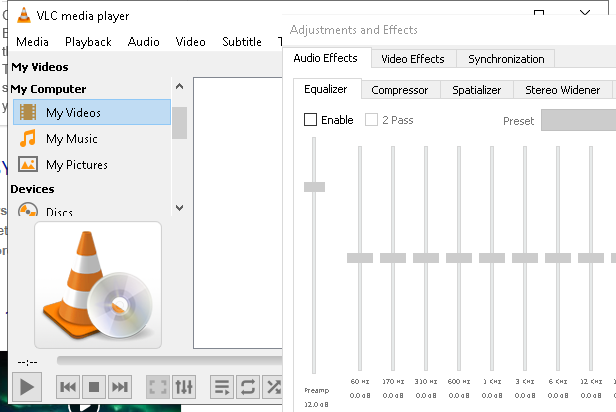 VLC media player
Media Playback Audio Video Subtitle T
My Videos
My Computer
My Videos
My Music
My Pictures
Devices
Discs
--:--
Adjustments and Effects
Audio Effects Video Effects Synchronization
Equalizer Compressor Spatializer Stereo Widener
Enable 2 Pass Preset
60 Hz 170 Hz 310 Hz 600 Hz 1 KHz 3 KHz 6 KHz 12 KHz
Preamp 0.0 dB 0.0 dB 0.0 dB 0.0 dB 0.0 dB 0.0 dB 0.0 dB 0.0 dB
12.0 dB